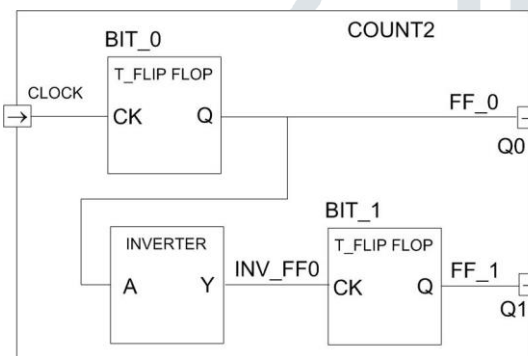 COUNT2
BIT_0
T_FLIP FLOP
CLOCK
CK Q
FF_0
Q0
BIT_1
INVERTER
T_FLIP FLOP
A Y
INV_FF0
CK Q
FF_1
Q1